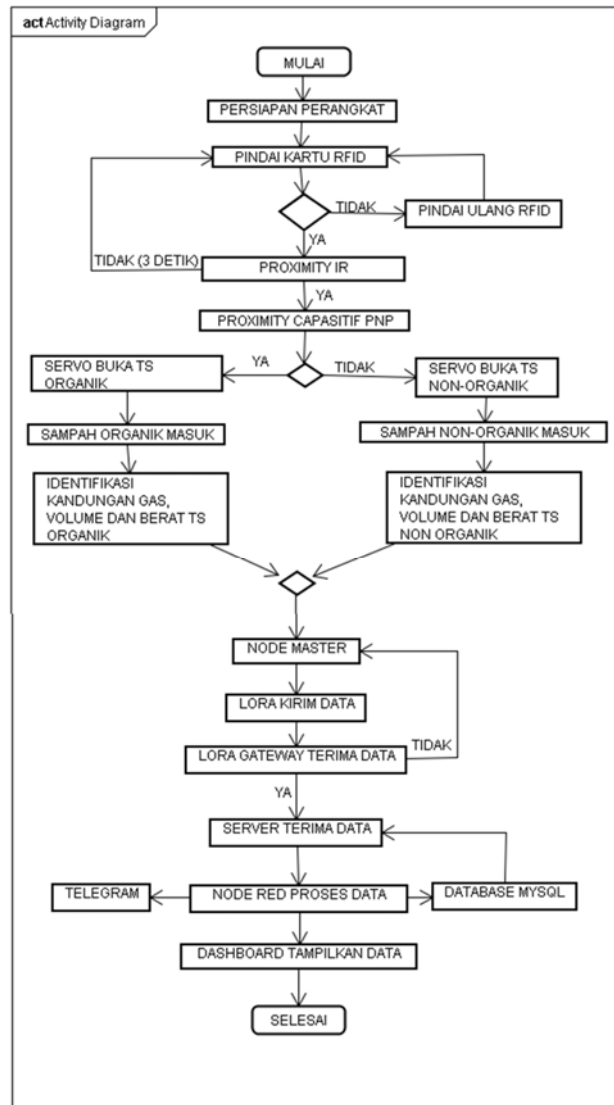 act Activity Diagram
MULAI
PERSIAPAN PERANGKAT
PINDAI KARTU RFID
TIDAK
PINDAI ULANG RFID
YA
TIDAK (3 DETIK)
PROXIMITY IR
YA
PROXIMITY CAPASITIF PNP
SERVO BUKA TS
ORGANIK
YA
TIDAK
SERVO BUKA TS
NON-ORGANIK
SAMPAH ORGANIK MASUK
SAMPAH NON-ORGANIK MASUK
IDENTIFIKASI
KANDUNGAN GAS,
VOLUME DAN BERAT TS
ORGANIK
IDENTIFIKASI
KANDUNGAN GAS,
VOLUME DAN BERAT TS
NON ORGANIK
NODE MASTER
LORA KIRIM DATA
TIDAK
LORA GATEWAY TERIMA DATA
YA
SERVER TERIMA DATA
TELEGRAM
NODE RED PROSES DATA
DATABASE MYSQL
DASHBOARD TAMPILKAN DATA
SELESAI